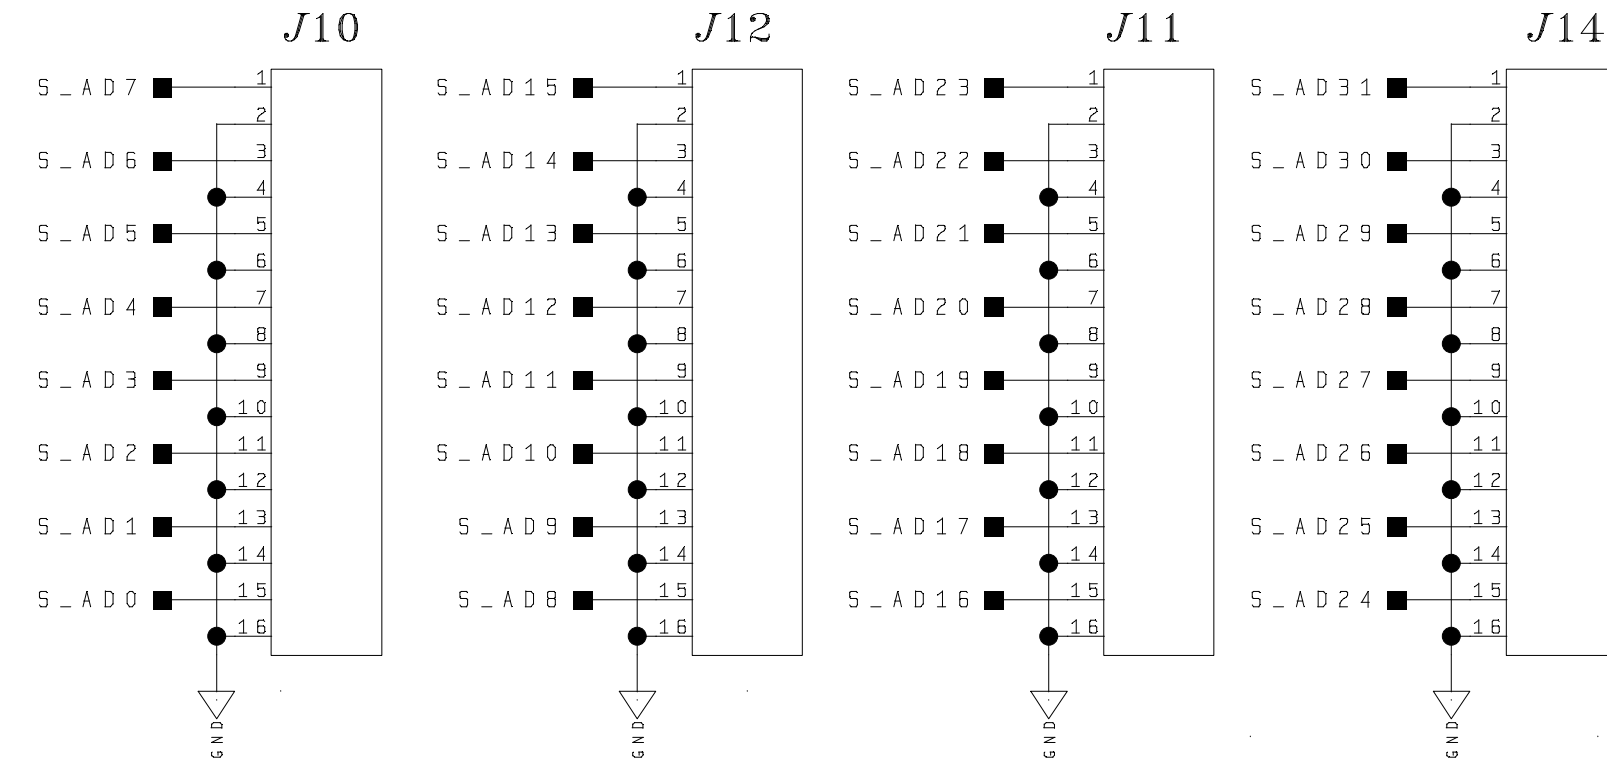 J10 J12 J11 J14
S_AD7 1 S_AD15 1 S_AD23 1 S_AD31 1
2 2 2 2
S_AD6 3 S_AD14 3 S_AD22 3 S_AD30 3
4 4 4 4
S_AD5 5 S_AD13 5 S_AD21 5 S_AD29 5
6 6 6 6
S_AD4 7 S_AD12 7 S_AD20 7 S_AD28 7
8 8 8 8
S_AD3 9 S_AD11 9 S_AD19 9 S_AD27 9
10 10 10 10
S_AD2 11 S_AD10 11 S_AD18 11 S_AD26 11
12 12 12 12
S_AD1 13 S_AD9 13 S_AD17 13 S_AD25 13
14 14 14 14
S_AD0 15 S_AD8 15 S_AD16 15 S_AD24 15
16 16 16 16
GND GND GND GND